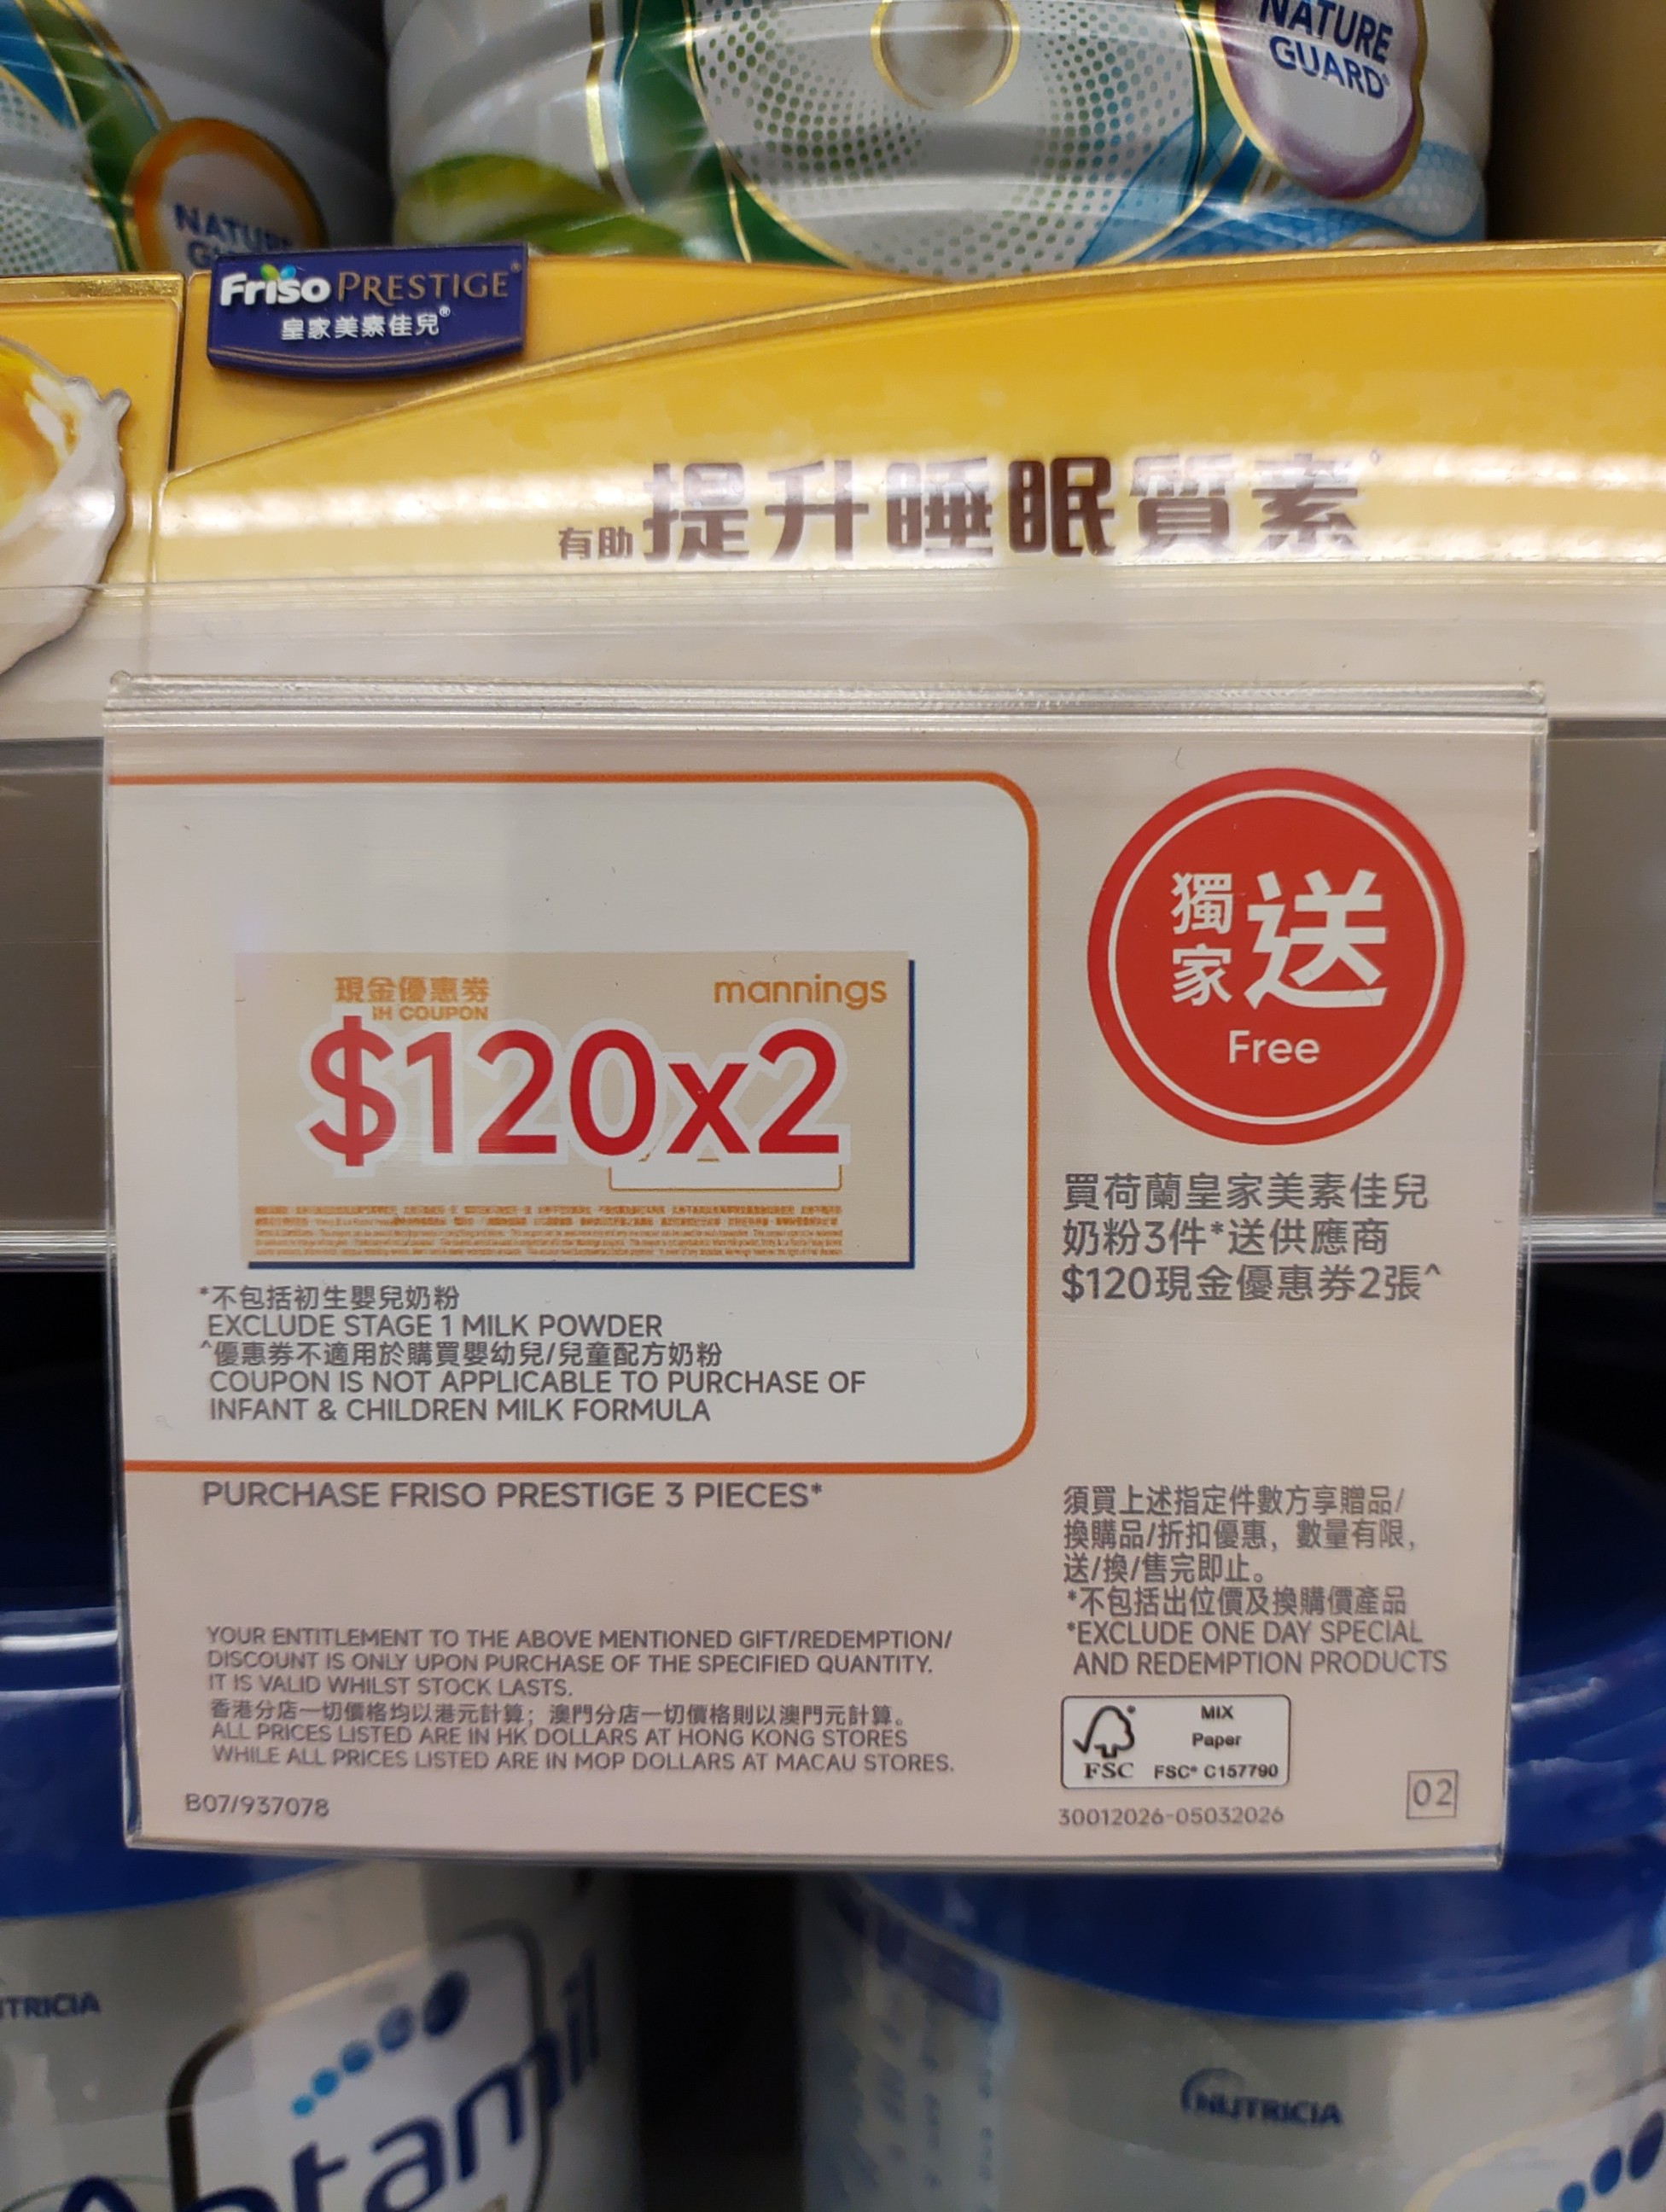 NATURE
GUARD®
NATURE
Friso PRESTIGE®
皇家美素佳兒®
有助提升睡眠質素
獨家送
Free
現金優惠券
mannings
H COUPON
$120x2
買荷蘭皇家美素佳兒
奶粉3件*送供應商
$120現金優惠券2張^
*不包括初生嬰兒奶粉
EXCLUDE STAGE 1 MILK POWDER
^優惠券不適用於購買嬰幼兒/兒童配方奶粉
COUPON IS NOT APPLICABLE TO PURCHASE OF
INFANT & CHILDREN MILK FORMULA
PURCHASE FRISO PRESTIGE 3 PIECES*
須買上述指定件數方享贈品/
換購品/折扣優惠，數量有限，
送/換/售完即止。
*不包括出位價及換購價產品
*EXCLUDE ONE DAY SPECIAL
AND REDEMPTION PRODUCTS
YOUR ENTITLEMENT TO THE ABOVE MENTIONED GIFT/REDEMPTION/
DISCOUNT IS ONLY UPON PURCHASE OF THE SPECIFIED QUANTITY.
IT IS VALID WHILST STOCK LASTS.
香港分店一切價格均以港元計算；澳門分店一切價格則以澳門元計算。
ALL PRICES LISTED ARE IN HK DOLLARS AT HONG KONG STORES
WHILE ALL PRICES LISTED ARE IN MOP DOLLARS AT MACAU STORES.
B07/937078
FSC®
MIX
Paper
FSC® C157790
30012026-05032026
02
NUTRICIA